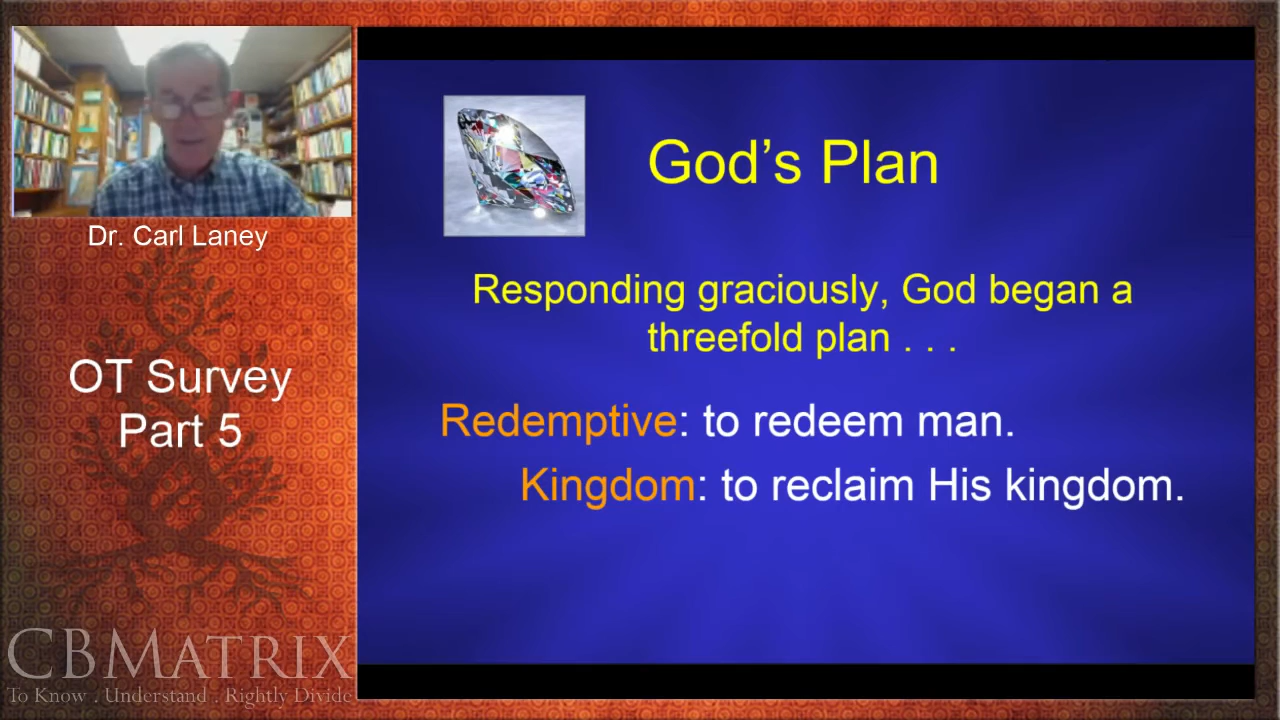 Dr. Carl Laney
OT Survey
Part 5
CBMATRIX
To Know . Understand . Rightly Divide
God's Plan
Responding graciously, God began a
threefold plan . . .
Redemptive: to redeem man.
Kingdom: to reclaim His kingdom.